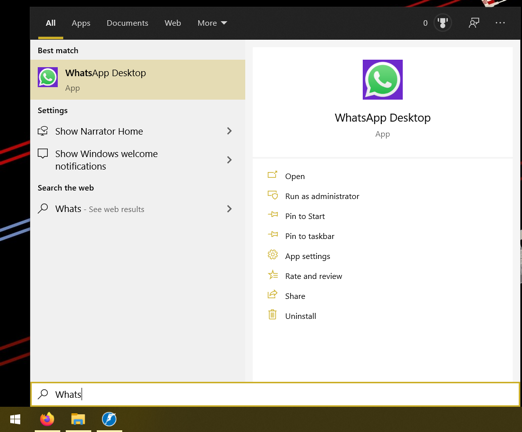 All Apps Documents Web More 0
Best match
WhatsApp Desktop
App
Settings
Show Narrator Home
Show Windows welcome
notifications
Search the web
Whats - See web results
WhatsApp Desktop
App
Open
Run as administrator
Pin to Start
Pin to taskbar
App settings
Rate and review
Share
Uninstall
Whats